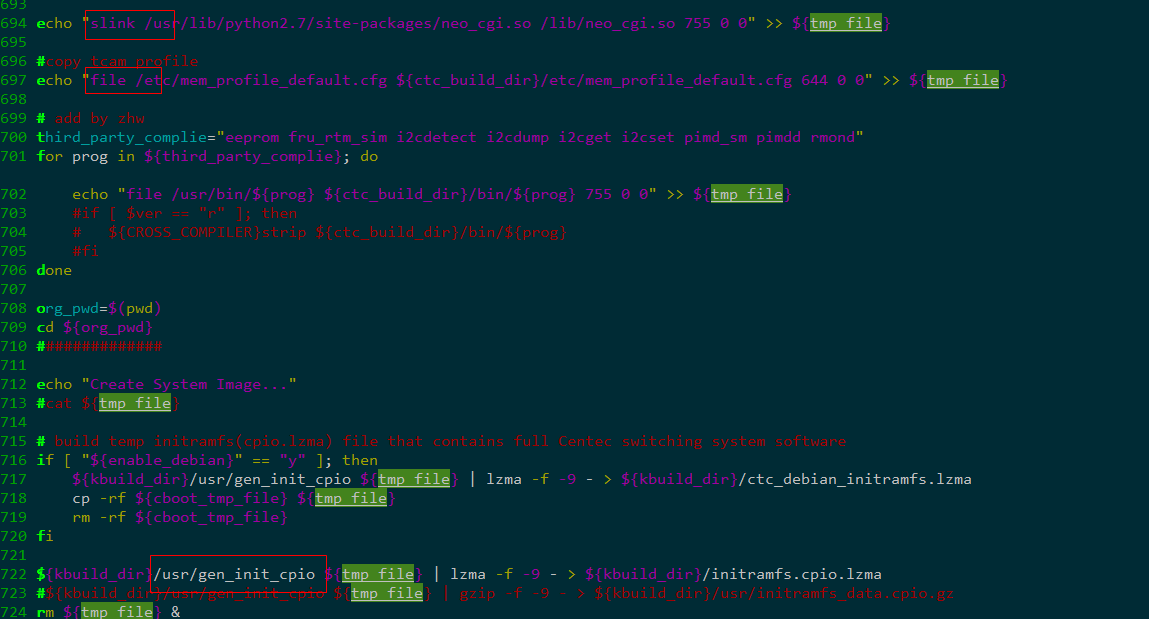 693
694 echo "slink /usr/lib/python2.7/site-packages/neo_cgi.so /lib/neo_cgi.so 755 0 0" >> ${tmp_file}
695
696 #copy tcam profile
697 echo "file /etc/mem_profile_default.cfg ${ctc_build_dir}/etc/mem_profile_default.cfg 644 0 0" >> ${tmp_file}
698
699 # add by zhw
700 third_party_complie="eeprom fru_rtm_sim i2cdetect i2cdump i2cget i2cset pimd_sm pimdd rmond"
701 for prog in ${third_party_complie}; do
702     echo "file /usr/bin/${prog} ${ctc_build_dir}/bin/${prog} 755 0 0" >> ${tmp_file}
703     #if [ $ver == "r" ]; then
704     #   ${CROSS_COMPILER}strip ${ctc_build_dir}/bin/${prog}
705     #fi
706 done
707
708 org_pwd=$(pwd)
709 cd ${org_pwd}
710 ##############
711
712 echo "Create System Image..."
713 #cat ${tmp_file}
714
715 # build temp initramfs(cpio.lzma) file that contains full Centec switching system software
716 if [ "${enable_debian}" == "y" ]; then
717     ${kbuild_dir}/usr/gen_init_cpio ${tmp_file} | lzma -f -9 - > ${kbuild_dir}/ctc_debian_initramfs.lzma
718     cp -rf ${cboot_tmp_file} ${tmp_file}
719     rm -rf ${cboot_tmp_file}
720 fi
721
722 ${kbuild_dir}/usr/gen_init_cpio ${tmp_file} | lzma -f -9 - > ${kbuild_dir}/initramfs.cpio.lzma
723 #${kbuild_dir}/usr/gen_init_cpio ${tmp_file} | gzip -f -9 - > ${kbuild_dir}/usr/initramfs_data.cpio.gz
724 rm ${tmp_file} &